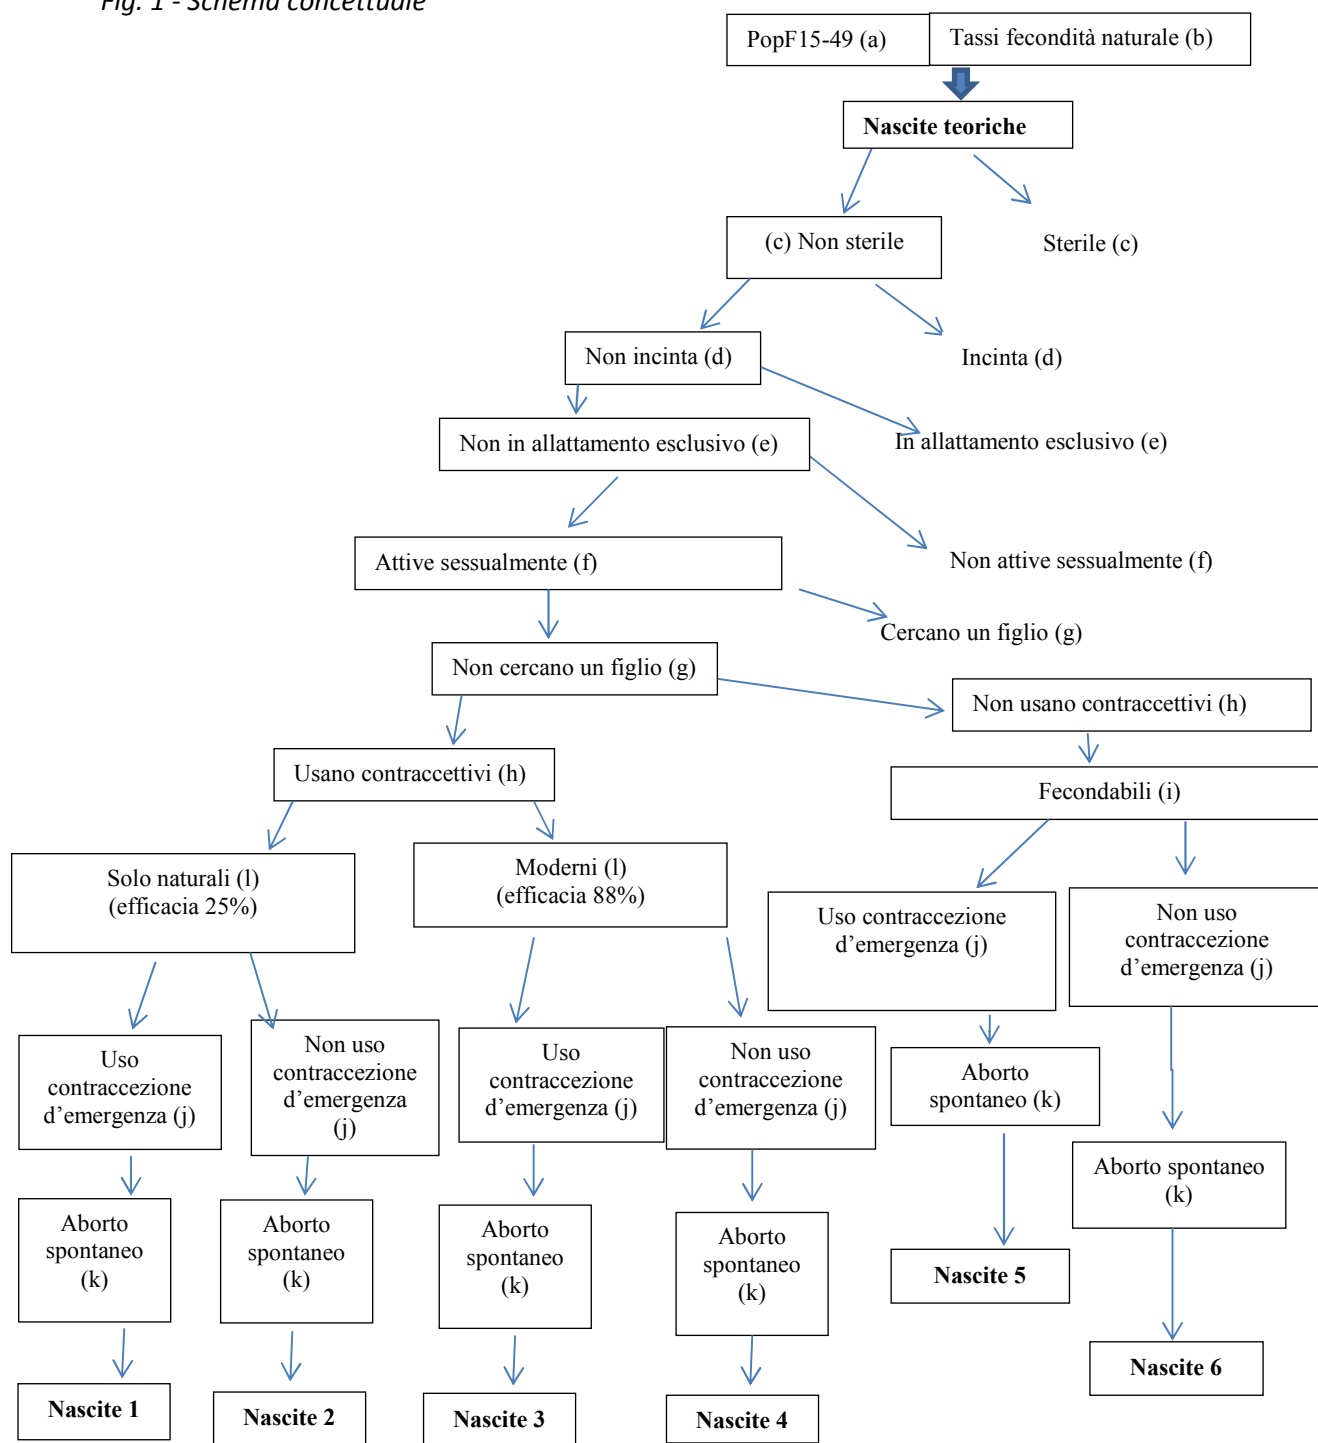 Fig. 1 - Schema concettuale
PopF15-49 (a)
Tassi fecondità naturale (b)
Nascite teoriche
(c) Non sterile
Sterile (c)
Non incinta (d)
Incinta (d)
Non in allattamento esclusivo (e)
In allattamento esclusivo (e)
Attive sessualmente (f)
Non attive sessualmente (f)
Cercano un figlio (g)
Non cercano un figlio (g)
Non usano contraccettivi (h)
Usano contraccettivi (h)
Fecondabili (i)
Solo naturali (l)
(efficacia 25%)
Moderni (l)
(efficacia 88%)
Uso contraccezione
d’emergenza (j)
Non uso
contraccezione
d’emergenza (j)
Uso
contraccezione
d’emergenza (j)
Non uso
contraccezione
d’emergenza
(j)
Uso
contraccezione
d’emergenza (j)
Non uso
contraccezione
d’emergenza (j)
Aborto
spontaneo (k)
Aborto spontaneo
(k)
Aborto
spontaneo
(k)
Aborto
spontaneo
(k)
Aborto
spontaneo
(k)
Aborto
spontaneo
(k)
Nascite 5
Nascite 6
Nascite 1
Nascite 2
Nascite 3
Nascite 4